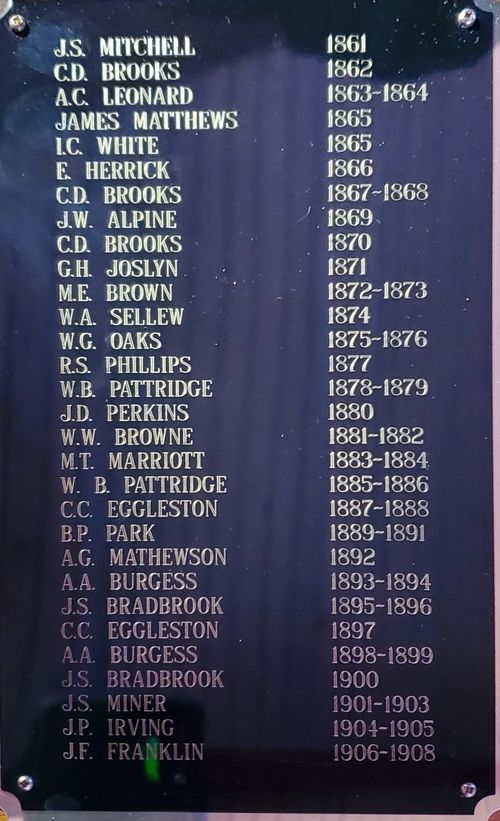 J.S. MITCHELL 1861
C.D. BROOKS 1862
A.C. LEONARD 1863-1864
JAMES MATTHEWS 1865
I.C. WHITE 1865
E. HERRICK 1866
C.D. BROOKS 1867-1868
J.W. ALPINE 1869
C.D. BROOKS 1870
G.H. JOSLYN 1871
M.E. BROWN 1872-1873
W.A. SELLEW 1874
W.G. OAKS 1875-1876
R.S. PHILLIPS 1877
W.B. PATTRIDGE 1878-1879
J.D. PERKINS 1880
W.W. BROWNE 1881-1882
M.T. MARRIOTT 1883-1884
W. B. PATTRIDGE 1885-1886
C.C. EGGLESTON 1887-1888
B.P. PARK 1889-1891
A.G. MATHEWSON 1892
A.A. BURGESS 1893-1894
J.S. BRADBROOK 1895-1896
C.C. EGGLESTON 1897
A.A. BURGESS 1898-1899
J.S. BRADBROOK 1900
J.S. MINER 1901-1903
J.P. IRVING 1904-1905
J.F. FRANKLIN 1906-1908